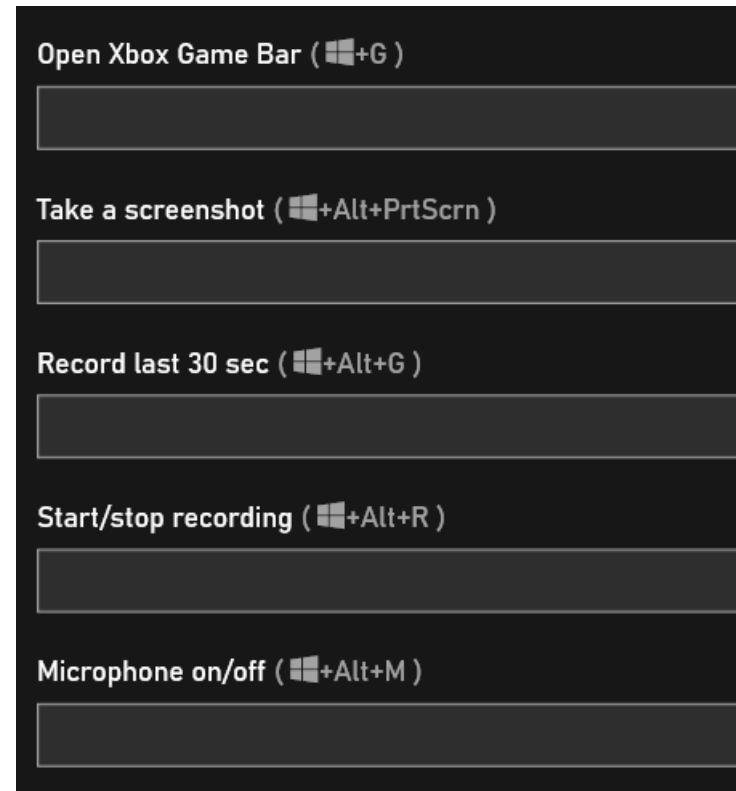 Open Xbox Game Bar ( +G )
Take a screenshot ( +Alt+PrtScrn )
Record last 30 sec ( +Alt+G )
Start/stop recording ( +Alt+R )
Microphone on/off ( +Alt+M )